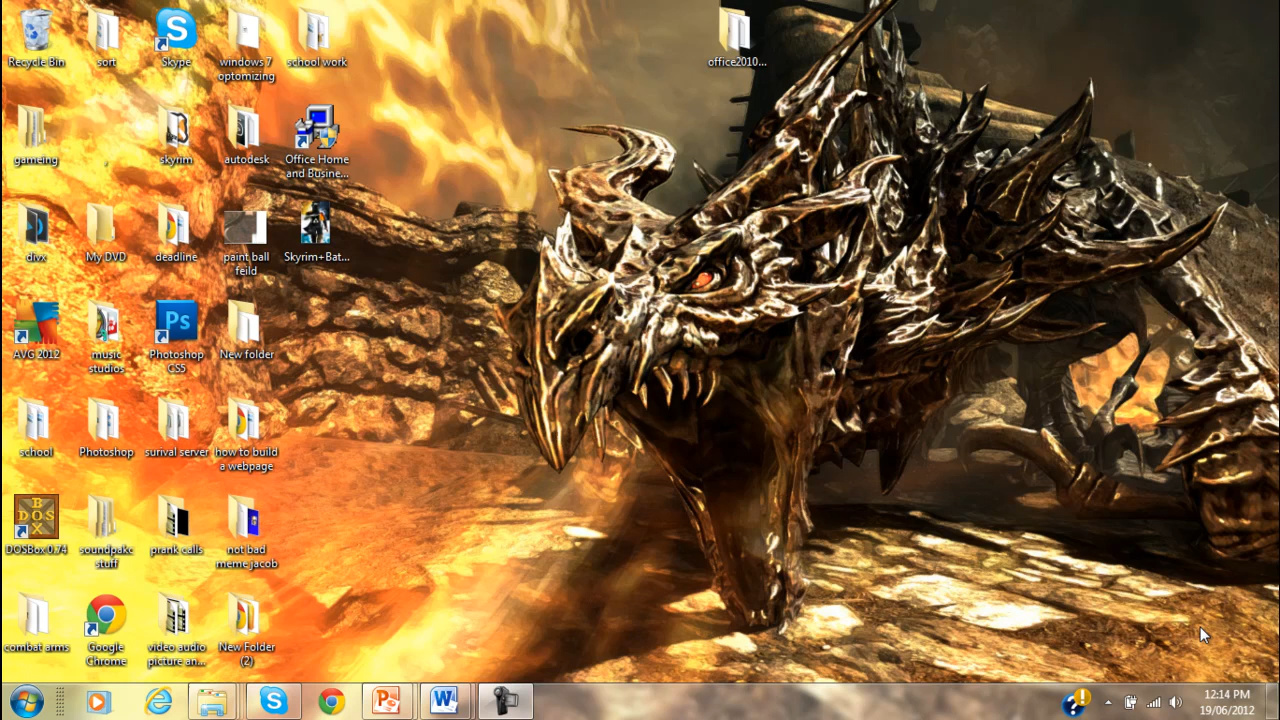 Recycle Bin
sort
Skype
windows 7
optomizing
school work
office2010...
gameing
,
skyrim
autodesk
Office Home
and Busine...
divx
My DVD
deadline
paint ball
feild
Skyrim+Bat...
AVG 2012
music
studios
Ps
Photoshop
CS5
New folder
school
Photoshop
surival server
how to build
a webpage
DOSBox 0.74
soundpakc
stuff
prank calls
not bad
meme jacob
combat arms
Google
Chrome
video audio
picture an...
New Folder
(2)
12:14 PM
19/06/2012